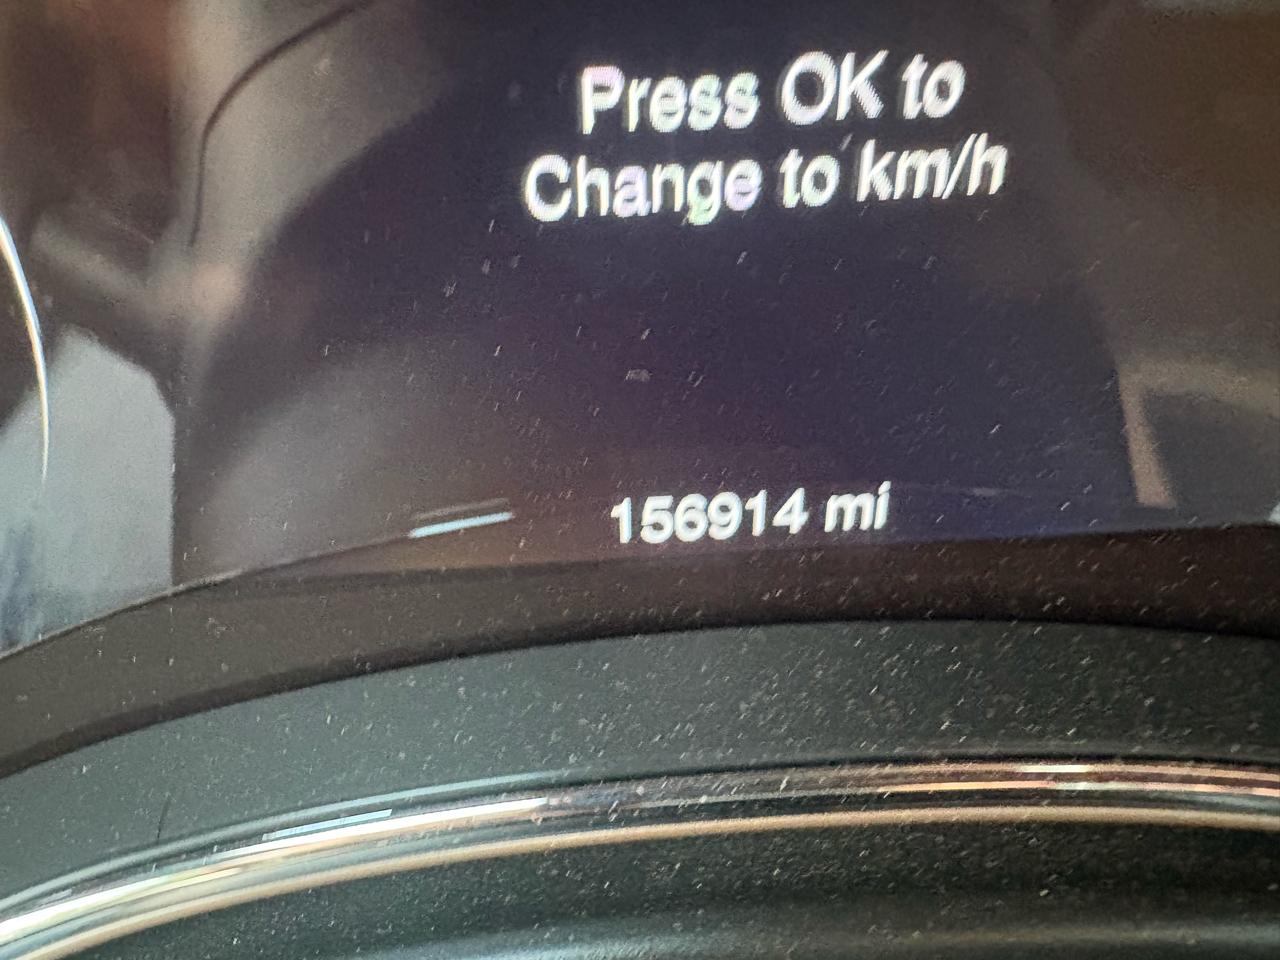 Press OK to
Change to km/h
156914 mi